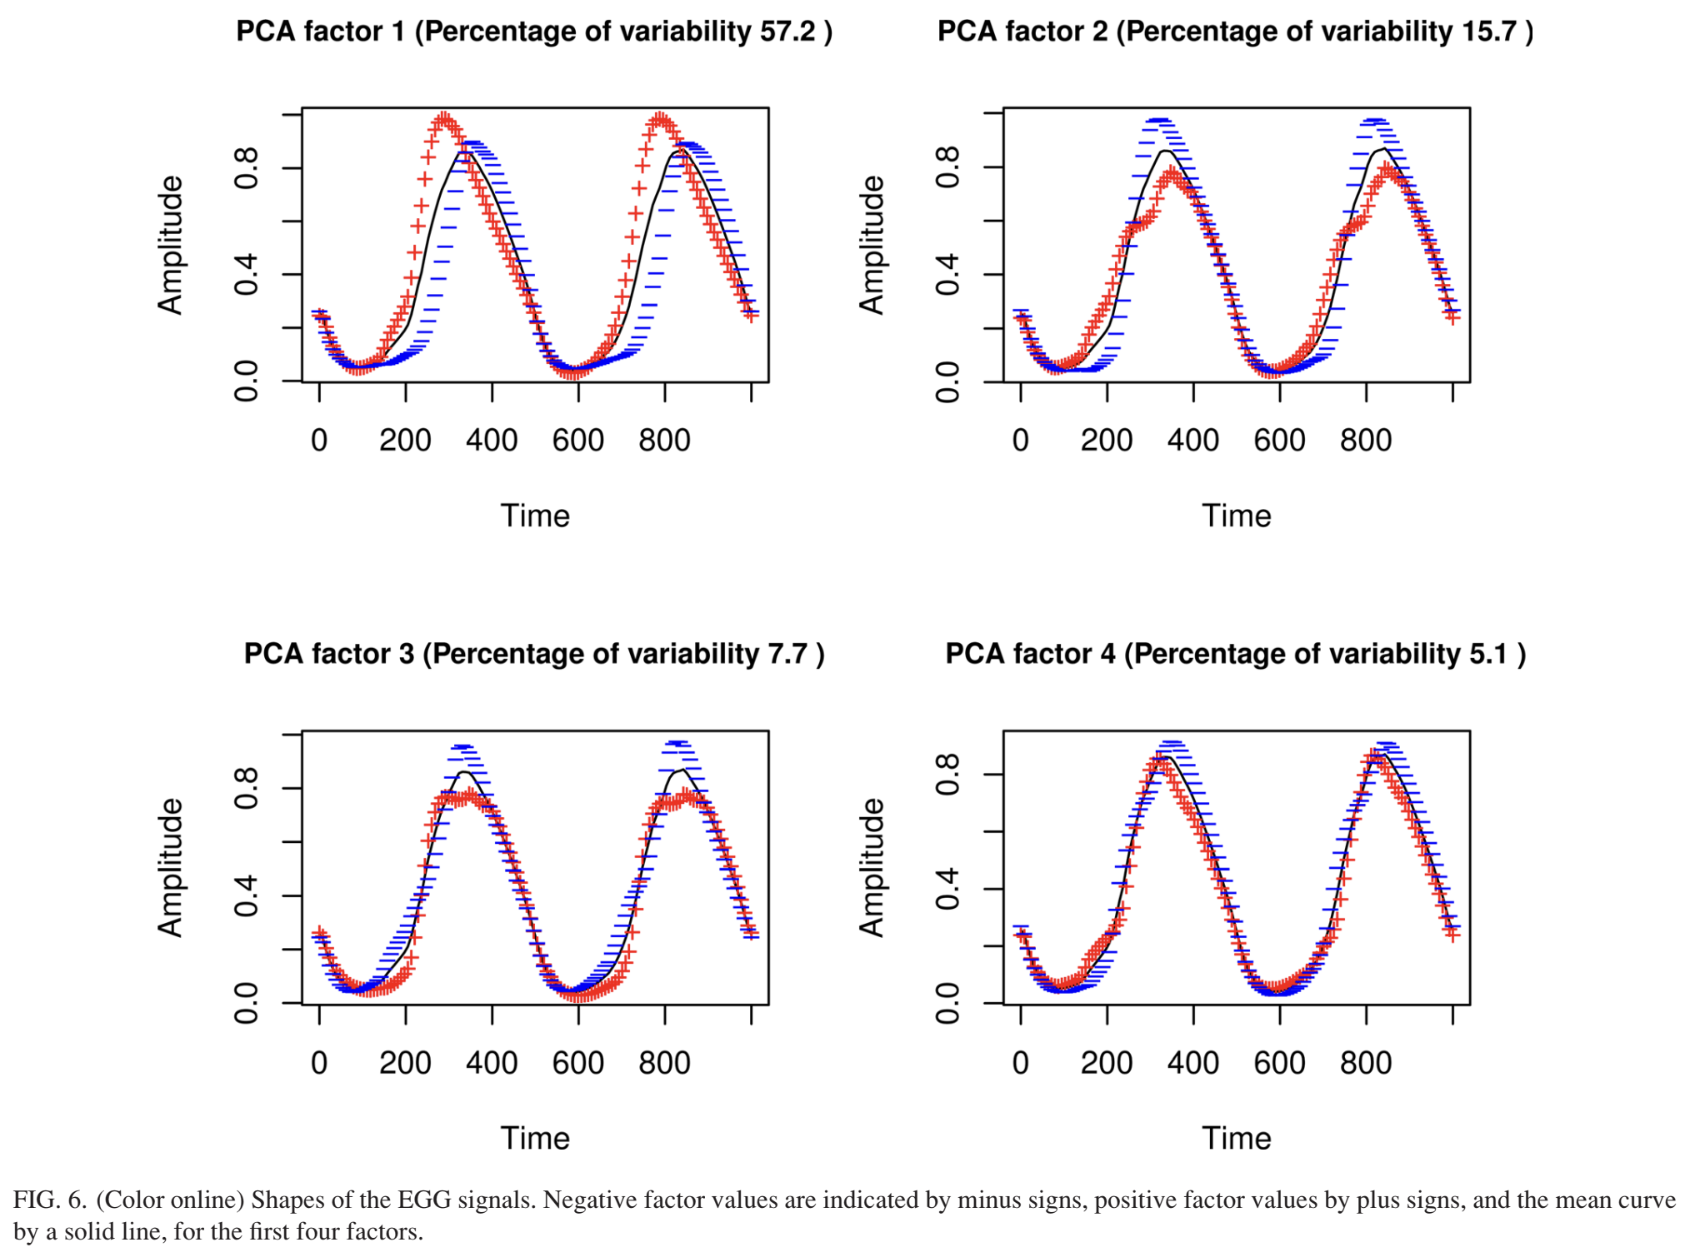 PCA factor 1 (Percentage of variability 57.2 )
Amplitude
0.0 0.4 0.8
0 200 400 600 800
Time
PCA factor 2 (Percentage of variability 15.7 )
Amplitude
0.0 0.4 0.8
0 200 400 600 800
Time
PCA factor 3 (Percentage of variability 7.7 )
Amplitude
0.0 0.4 0.8
0 200 400 600 800
Time
PCA factor 4 (Percentage of variability 5.1 )
Amplitude
0.0 0.4 0.8
0 200 400 600 800
Time
FIG. 6. (Color online) Shapes of the EGG signals. Negative factor values are indicated by minus signs, positive factor values by plus signs, and the mean curve
by a solid line, for the first four factors.